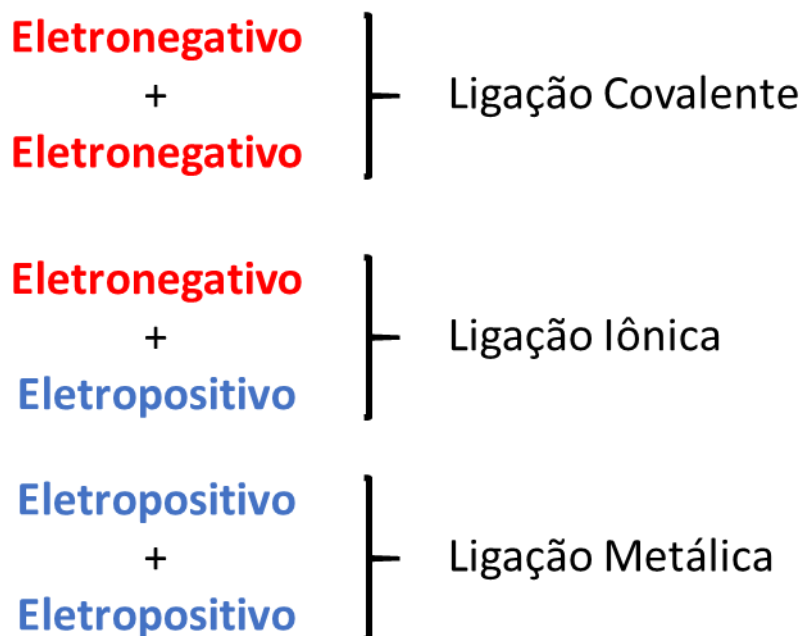 Eletronegativo
+
Eletronegativo
Ligação Covalente
Eletronegativo
+
Eletropositivo
Ligação Iônica
Eletropositivo
+
Eletropositivo
Ligação Metálica